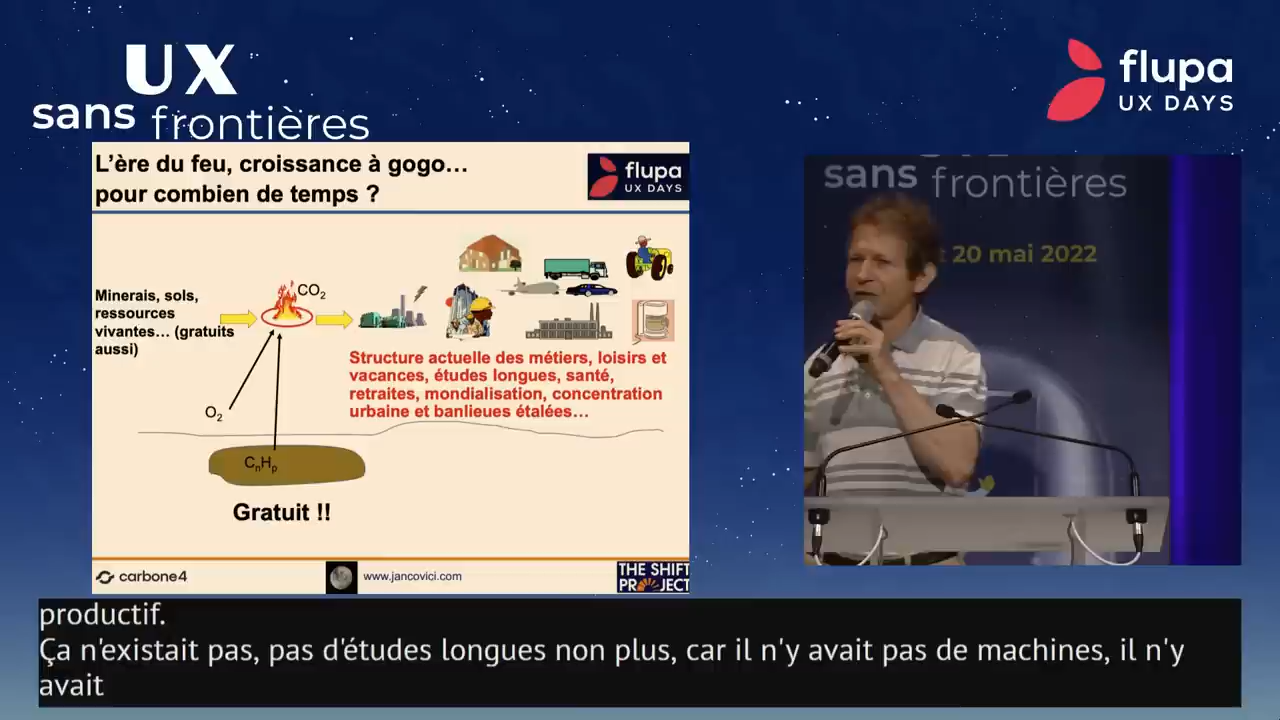 UX
sans frontières
flupa
UX DAYS
L'ère du feu, croissance à gogo…
pour combien de temps ?
flupa
UX DAYS
Minerais, sols,
ressources
vivantes… (gratuits
aussi)
CO2
O2
CnHp
Structure actuelle des métiers, loisirs et
vacances, études longues, santé,
retraites, mondialisation, concentration
urbaine et banlieues étalées…
Gratuit !!
carbone4
www.jancovici.com
THE SHIFT
PROJECT
sans frontières
20 mai 2022
productif.
Ça n'existait pas, pas d'études longues non plus, car il n'y avait pas de machines, il n'y
avait